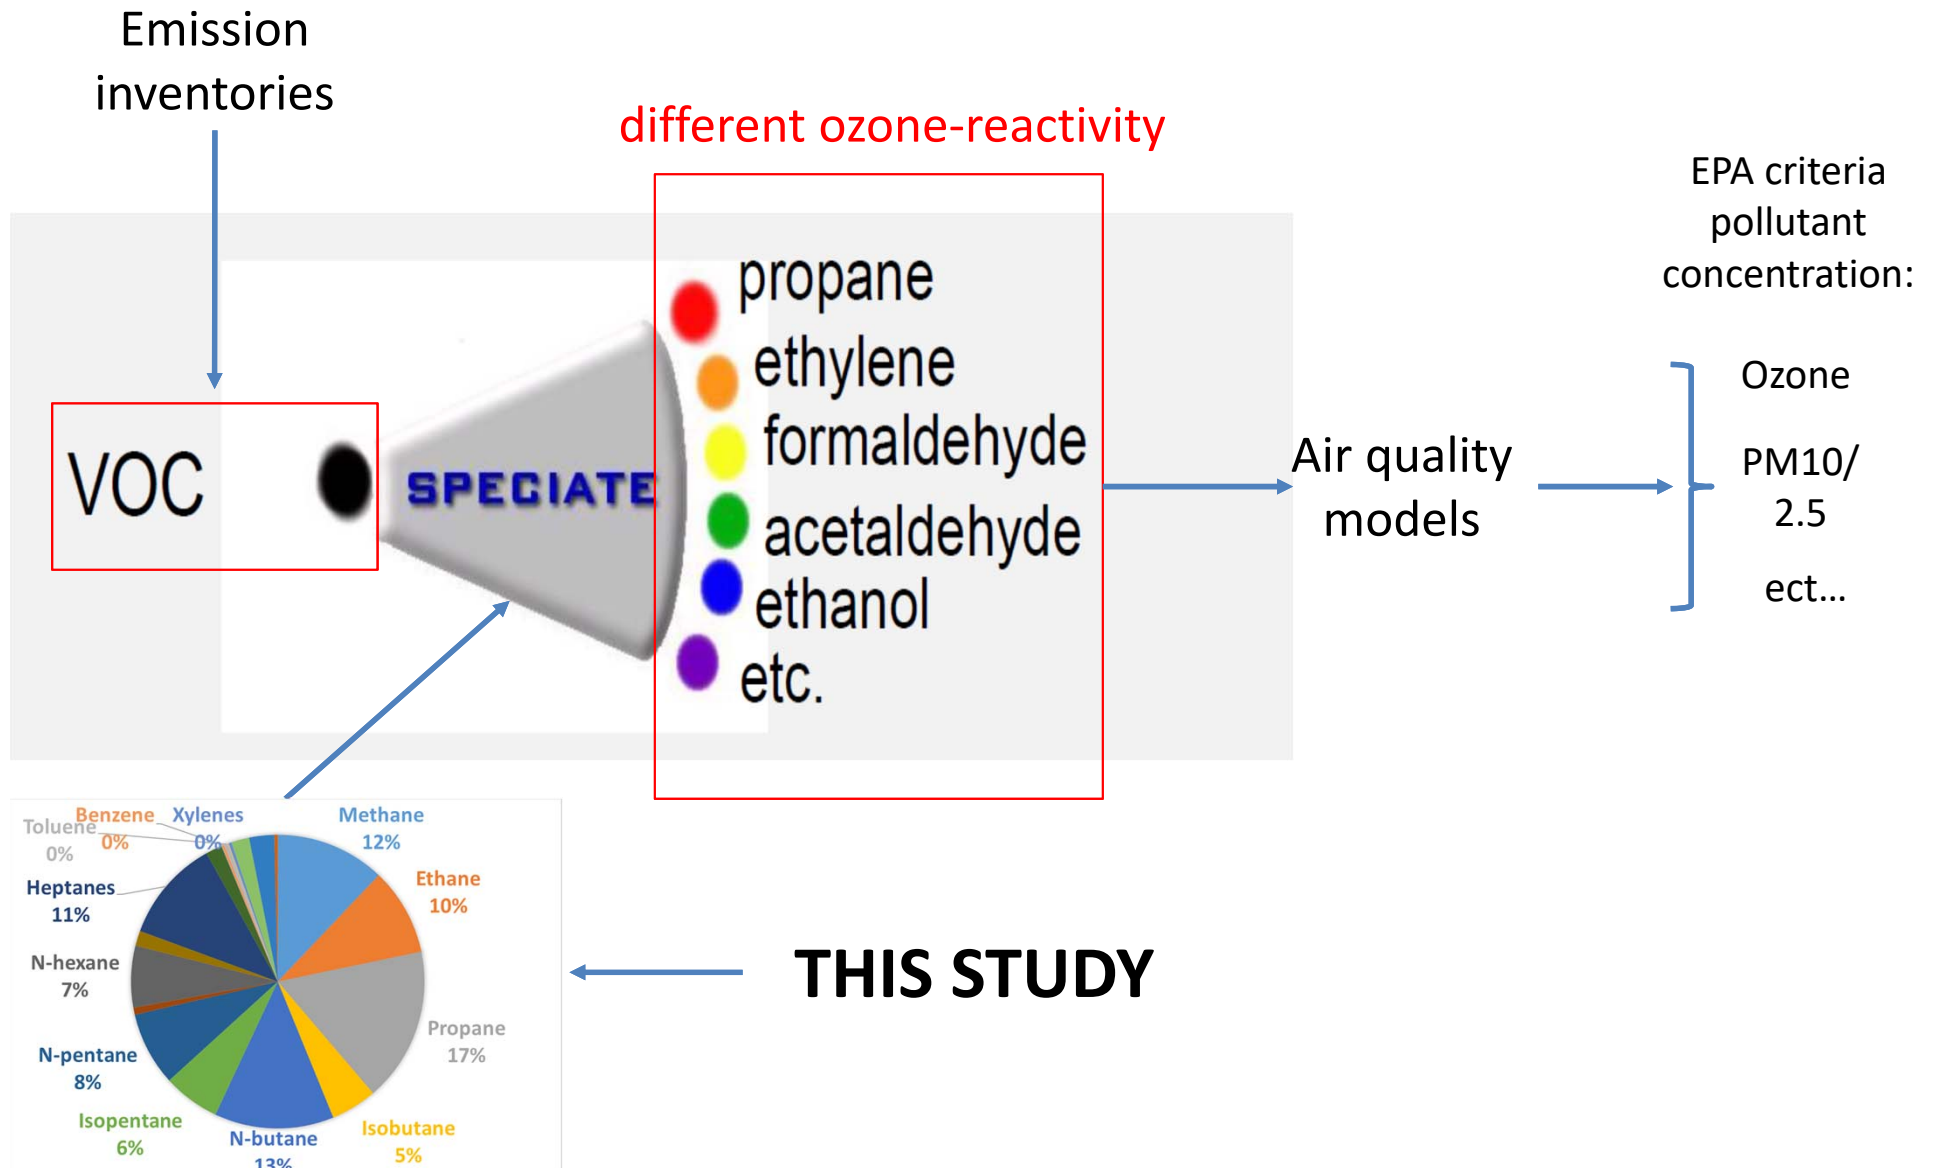 Emission
inventories
different ozone-reactivity
EPA criteria
pollutant
concentration:
propane
ethylene
formaldehyde
acetaldehyde
ethanol
etc.
VOC
SPECIATE
Air quality
models
Ozone
PM10/
2.5
ect...
Toluene
0%
Benzene
0%
Xylenes
0%
Methane
12%
Ethane
10%
Heptanes
11%
N-hexane
7%
Propane
17%
N-pentane
8%
Isopentane
6%
N-butane
13%
Isobutane
5%
THIS STUDY